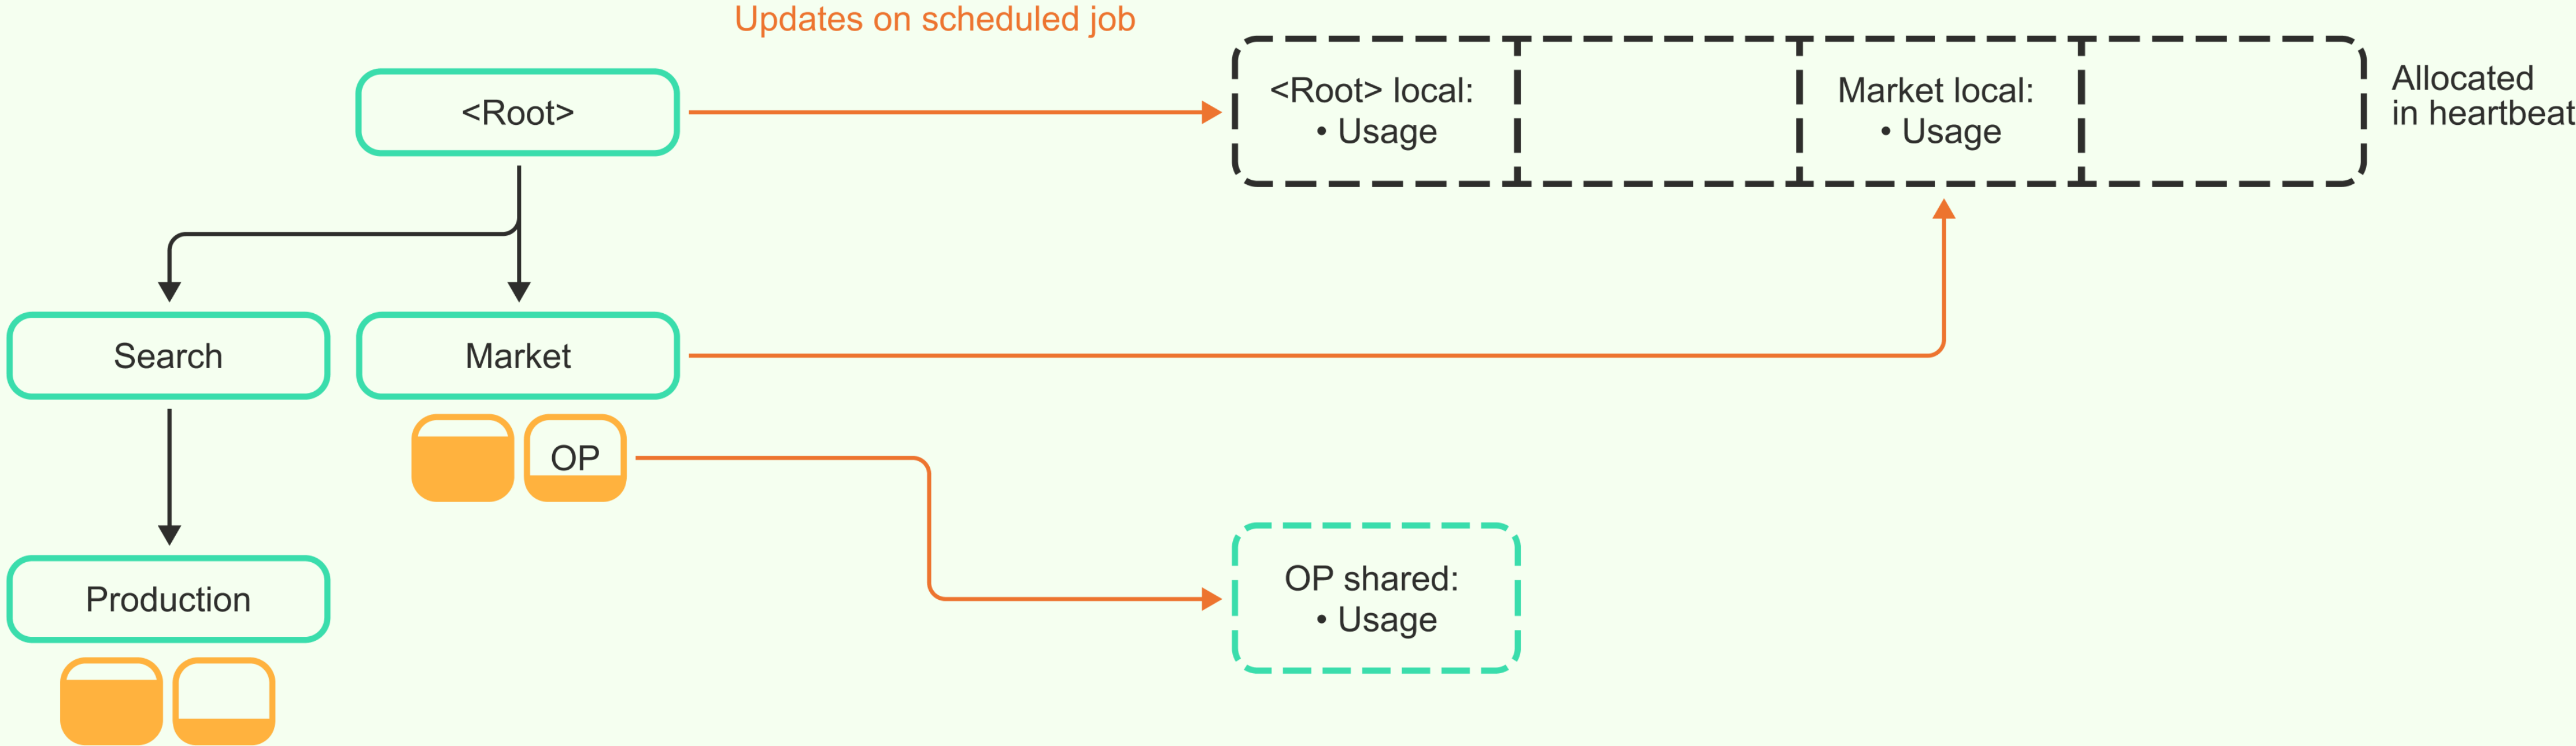 Updates on scheduled job
<Root>
<Root> local:
• Usage
Market local:
• Usage
Allocated
in heartbeat
Search
Market
OP
Production
OP shared:
• Usage